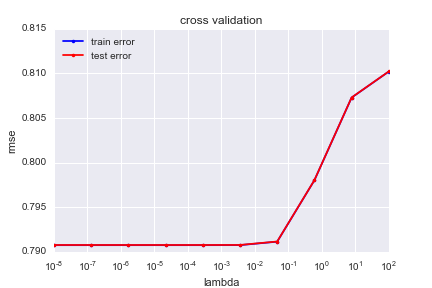 cross validation
train error
test error
0.815
0.810
0.805
0.800
0.795
0.790
rmse
10^-8 10^-7 10^-6 10^-5 10^-4 10^-3 10^-2 10^-1 10^0 10^1 10^2
lambda